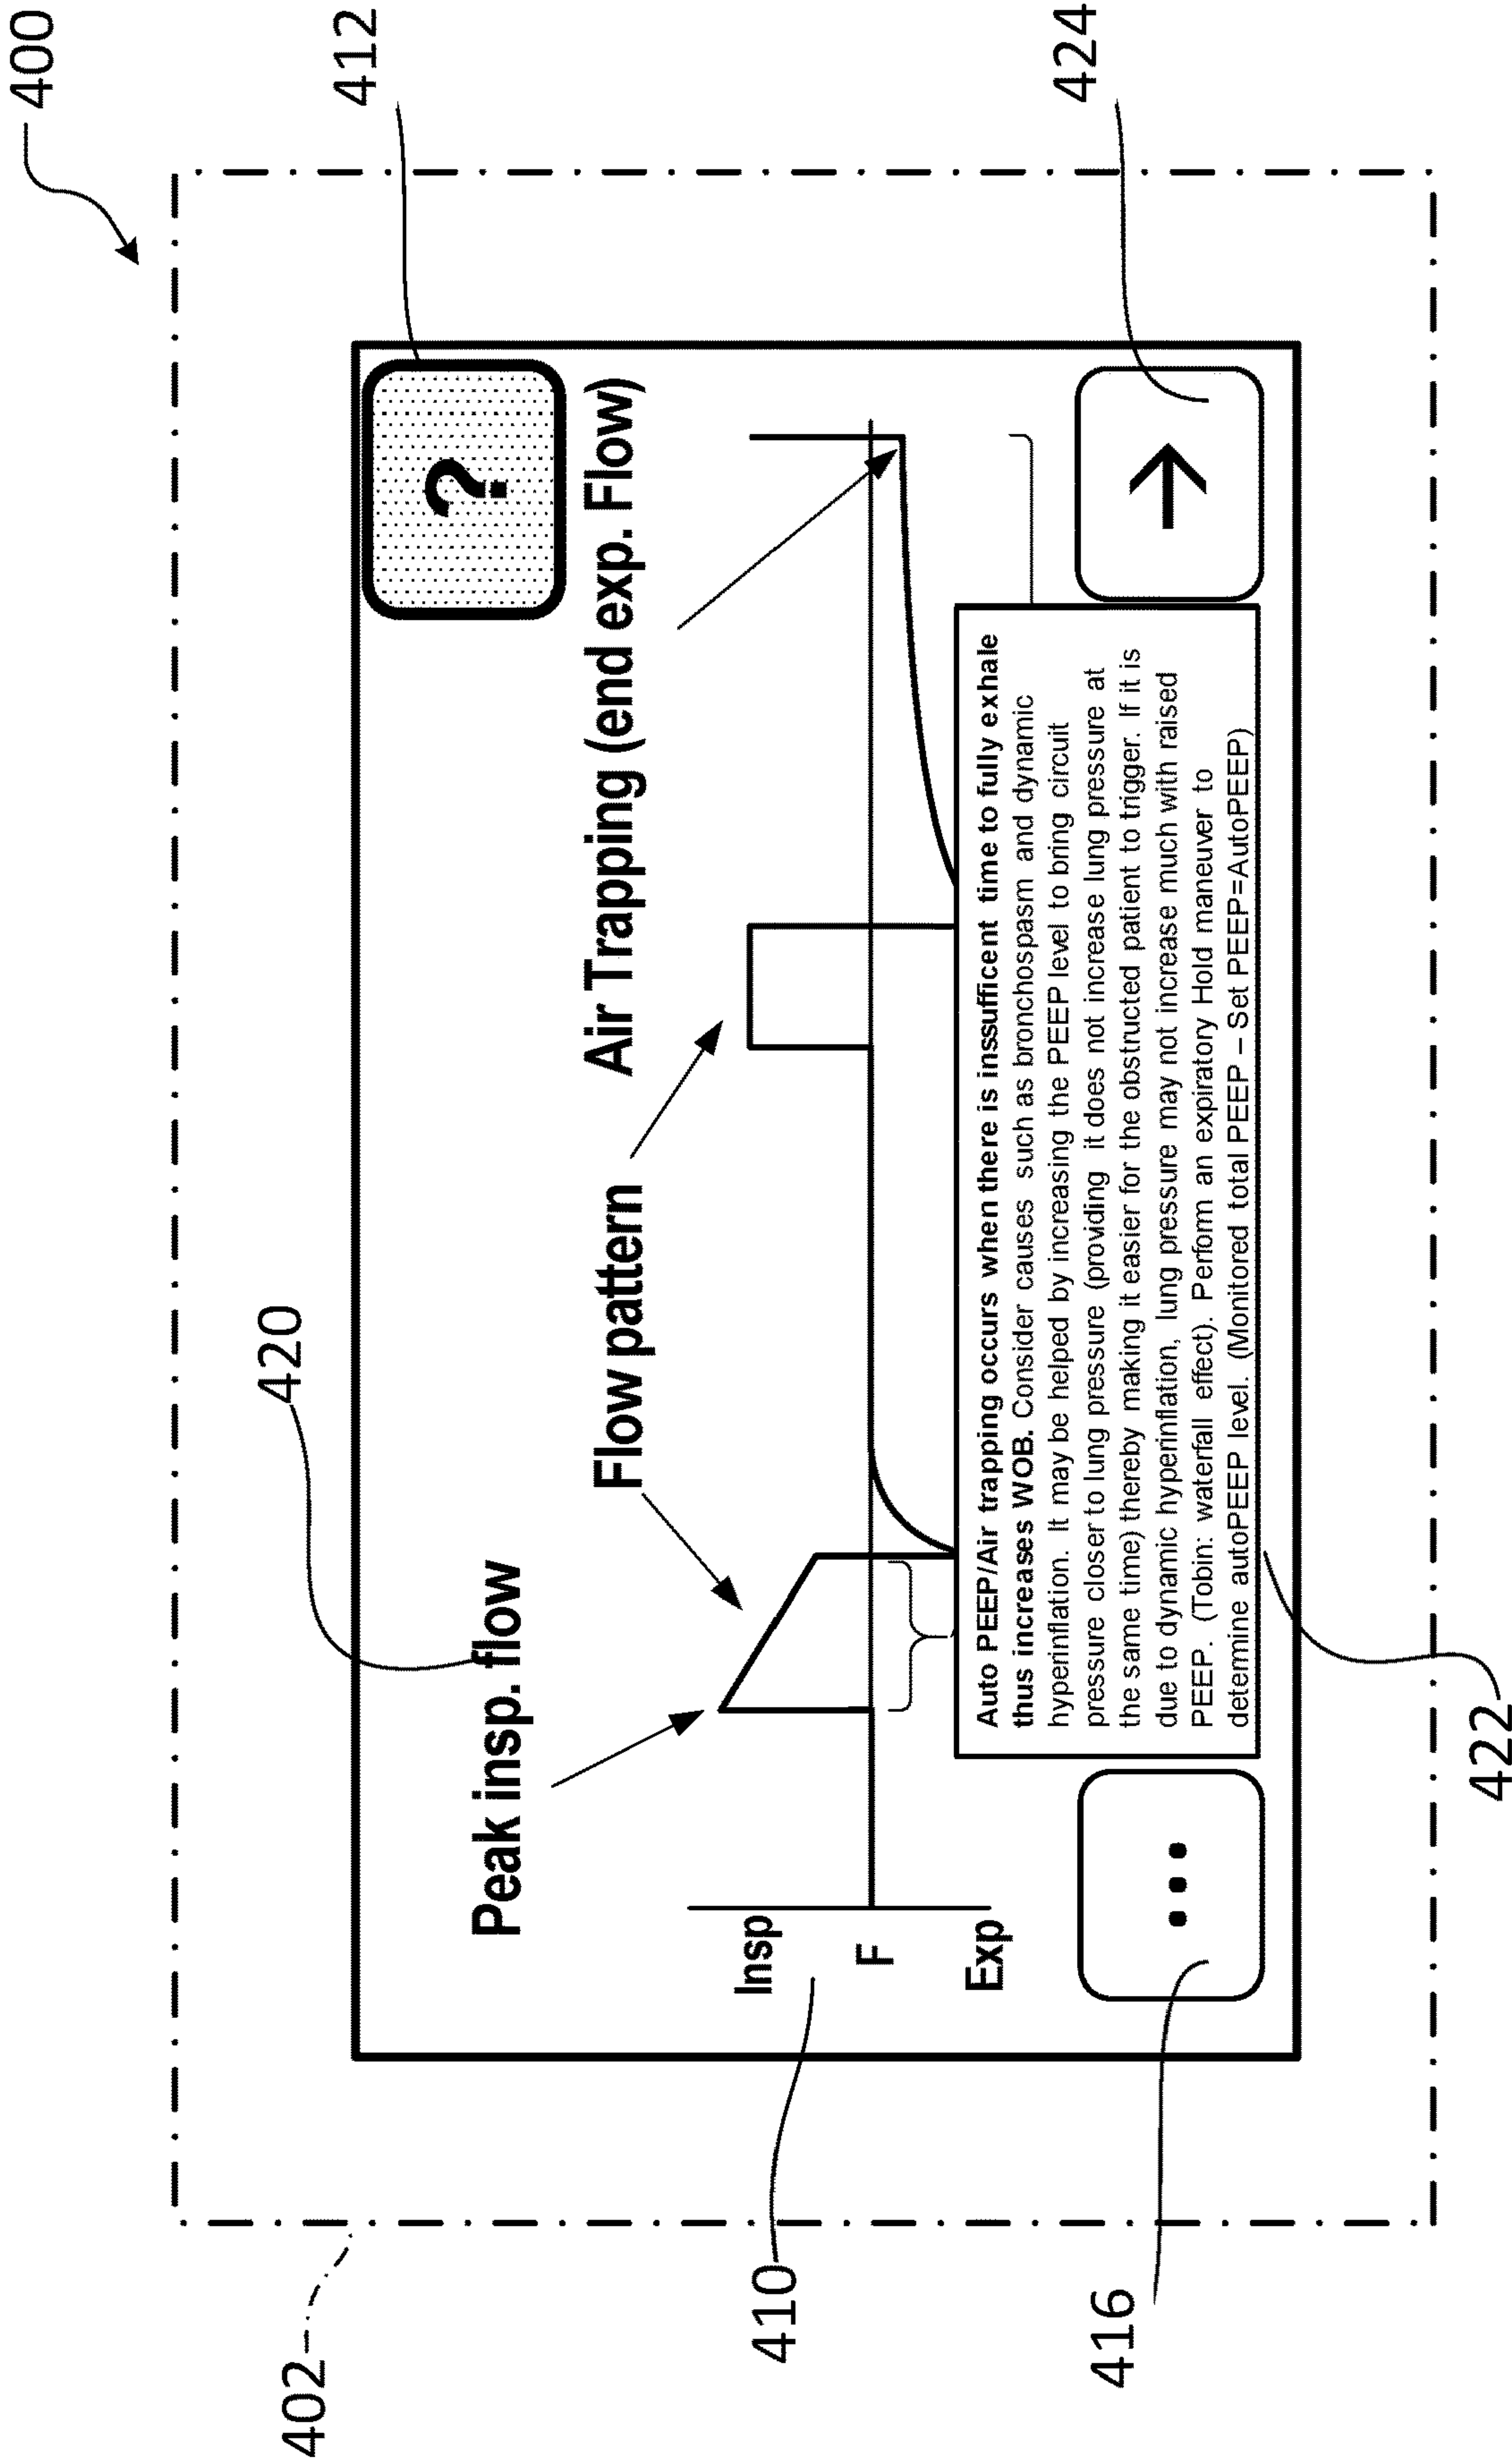 400
412
424
420
?
Peak insp. flow
Flow pattern
Air Trapping (end exp. Flow)
Insp
F
Exp
Auto PEEP/Air trapping occurs when there is inssufficent time to fully exhale
thus increases WOB. Consider causes such as bronchospasm and dynamic
hyperinflation. It may be helped by increasing the PEEP level to bring circuit
pressure closer to lung pressure (providing it does not increase lung pressure at
the same time) thereby making it easier for the obstructed patient to trigger. If it is
due to dynamic hyperinflation, lung pressure may not increase much with raised
PEEP. (Tobin: waterfall effect). Perform an expiratory Hold maneuver to
determine autoPEEP level. (Monitored total PEEP – Set PEEP=AutoPEEP)
...
→
402
410
416
422